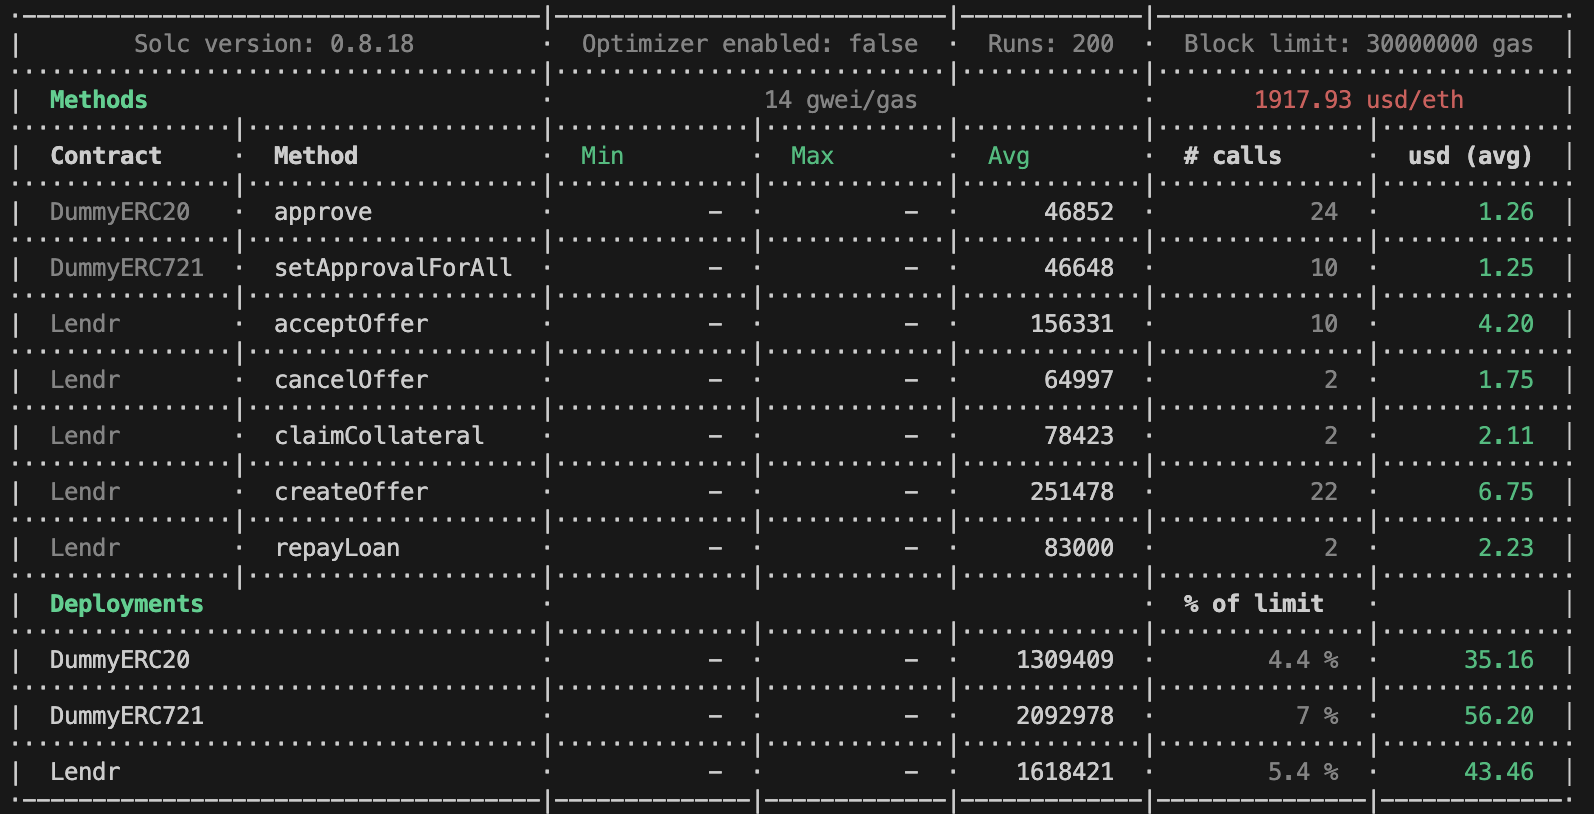 Solc version: 0.8.18 · Optimizer enabled: false · Runs: 200 · Block limit: 30000000 gas
Methods · 14 gwei/gas · 1917.93 usd/eth
Contract · Method · Min · Max · Avg · # calls · usd (avg)
DummyERC20 · approve · – · – · 46852 · 24 · 1.26
DummyERC721 · setApprovalForAll · – · – · 46648 · 10 · 1.25
Lendr · acceptOffer · – · – · 156331 · 10 · 4.20
Lendr · cancelOffer · – · – · 64997 · 2 · 1.75
Lendr · claimCollateral · – · – · 78423 · 2 · 2.11
Lendr · createOffer · – · – · 251478 · 22 · 6.75
Lendr · repayLoan · – · – · 83000 · 2 · 2.23
Deployments · · % of limit ·
DummyERC20 · – · – · 1309409 · 4.4 % · 35.16
DummyERC721 · – · – · 2092978 · 7 % · 56.20
Lendr · – · – · 1618421 · 5.4 % · 43.46